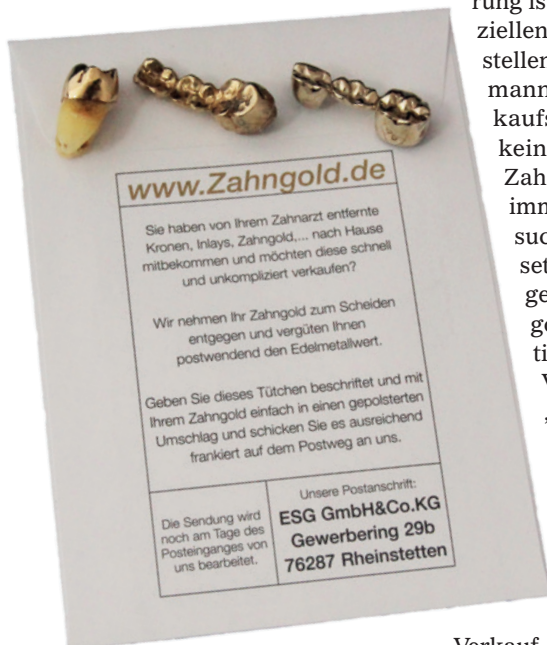 www.Zahngold.de
Sie haben von Ihrem Zahnarzt entfernte
Kronen, Inlays, Zahngold,... nach Hause
mitbekommen und möchten diese schnell
und unkompliziert verkaufen?
Wir nehmen Ihr Zahngold zum Scheiden
entgegen und vergüten Ihnen
postwendend den Edelmetallwert.
Geben Sie dieses Tütchen beschriftet und mit
Ihrem Zahngold einfach in einen gepolsterten
Umschlag und schicken Sie es ausreichend
frankiert auf dem Postweg an uns.
Die Sendung wird
noch am Tage des
Posteinganges von
uns bearbeitet.
Unsere Postanschrift:
ESG GmbH&Co.KG
Gewerbering 29b
76287 Rheinstetten
rung is
ziellen
steller
mann
kaufs
kein
Zah
imm
suc
set
ge
ge
ti